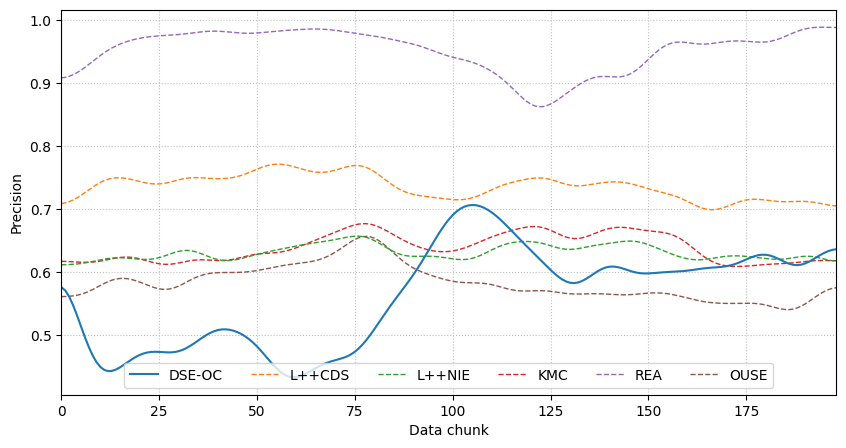 1.0
0.9
0.8
0.7
0.6
0.5
Precision
DSE-OC L++CDS L++NIE KMC REA OUSE
0 25 50 75 100 125 150 175
Data chunk